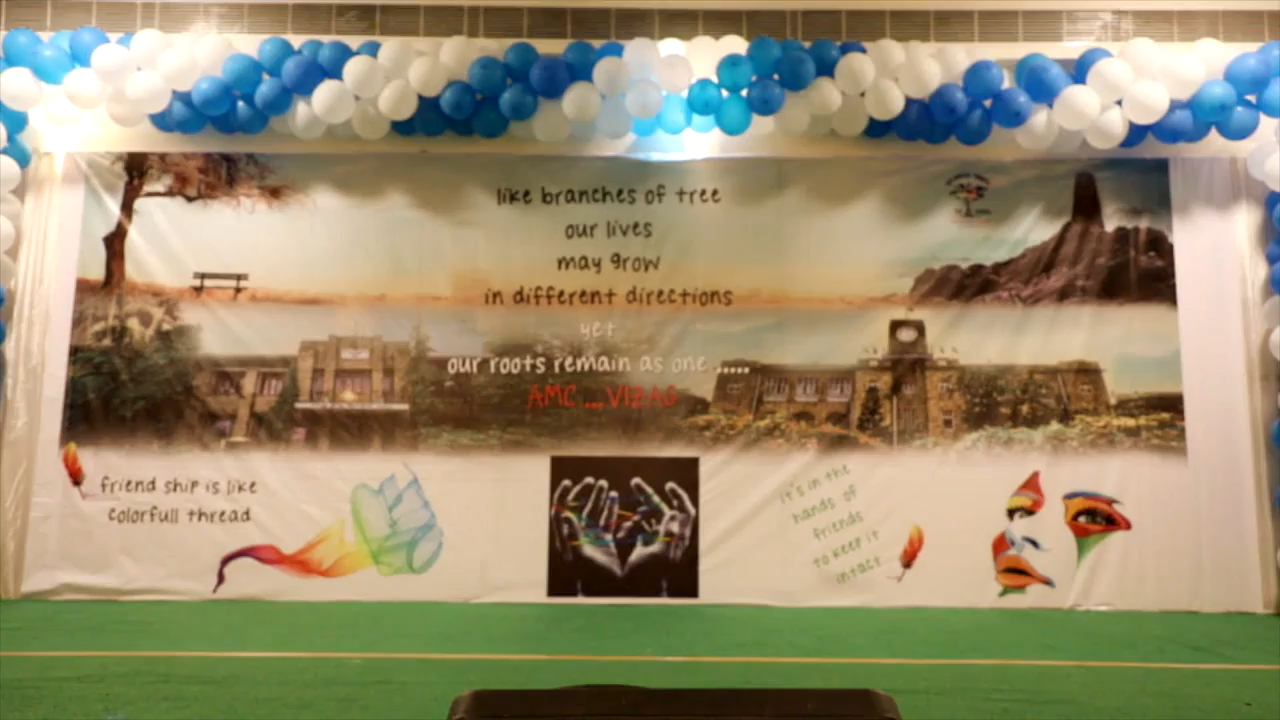 like branches of tree
our lives
may grow
in different directions
yet
our roots remain as one .....
AMC ... VIZAG
friend ship is like
colorfull thread
it's in the
hands of
friends
to keep it
intact